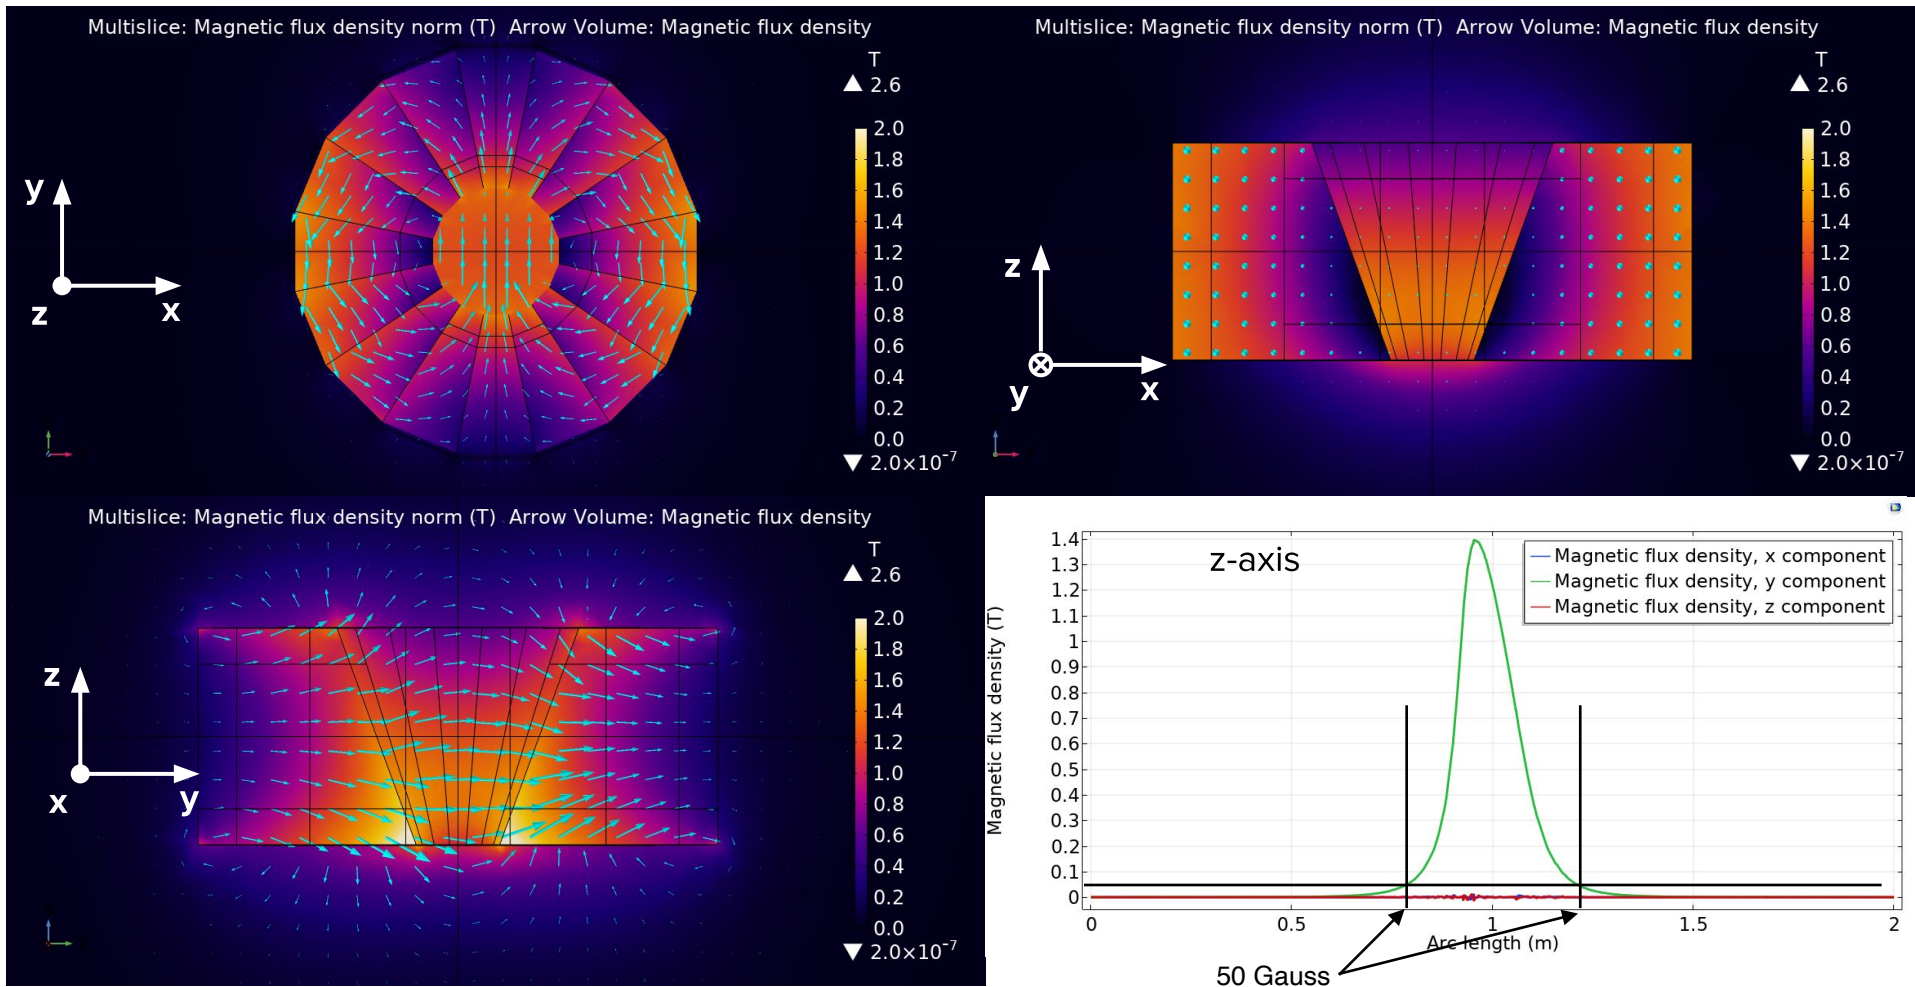 Multislice: Magnetic flux density norm (T)  Arrow Volume: Magnetic flux density
T
2.6
2.0
1.8
1.6
1.4
1.2
1.0
0.8
0.6
0.4
0.2
0.0
2.0×10⁻⁷
y
z
x
Multislice: Magnetic flux density norm (T)  Arrow Volume: Magnetic flux density
T
2.6
2.0
1.8
1.6
1.4
1.2
1.0
0.8
0.6
0.4
0.2
0.0
2.0×10⁻⁷
z
y
x
Multislice: Magnetic flux density norm (T)  Arrow Volume: Magnetic flux density
T
2.6
2.0
1.8
1.6
1.4
1.2
1.0
0.8
0.6
0.4
0.2
0.0
2.0×10⁻⁷
z
x
y
z-axis
Magnetic flux density, x component
Magnetic flux density, y component
Magnetic flux density, z component
Magnetic flux density (T)
1.4
1.3
1.2
1.1
1
0.9
0.8
0.7
0.6
0.5
0.4
0.3
0.2
0.1
0
0
0.5
1
1.5
2
Arc length (m)
50 Gauss